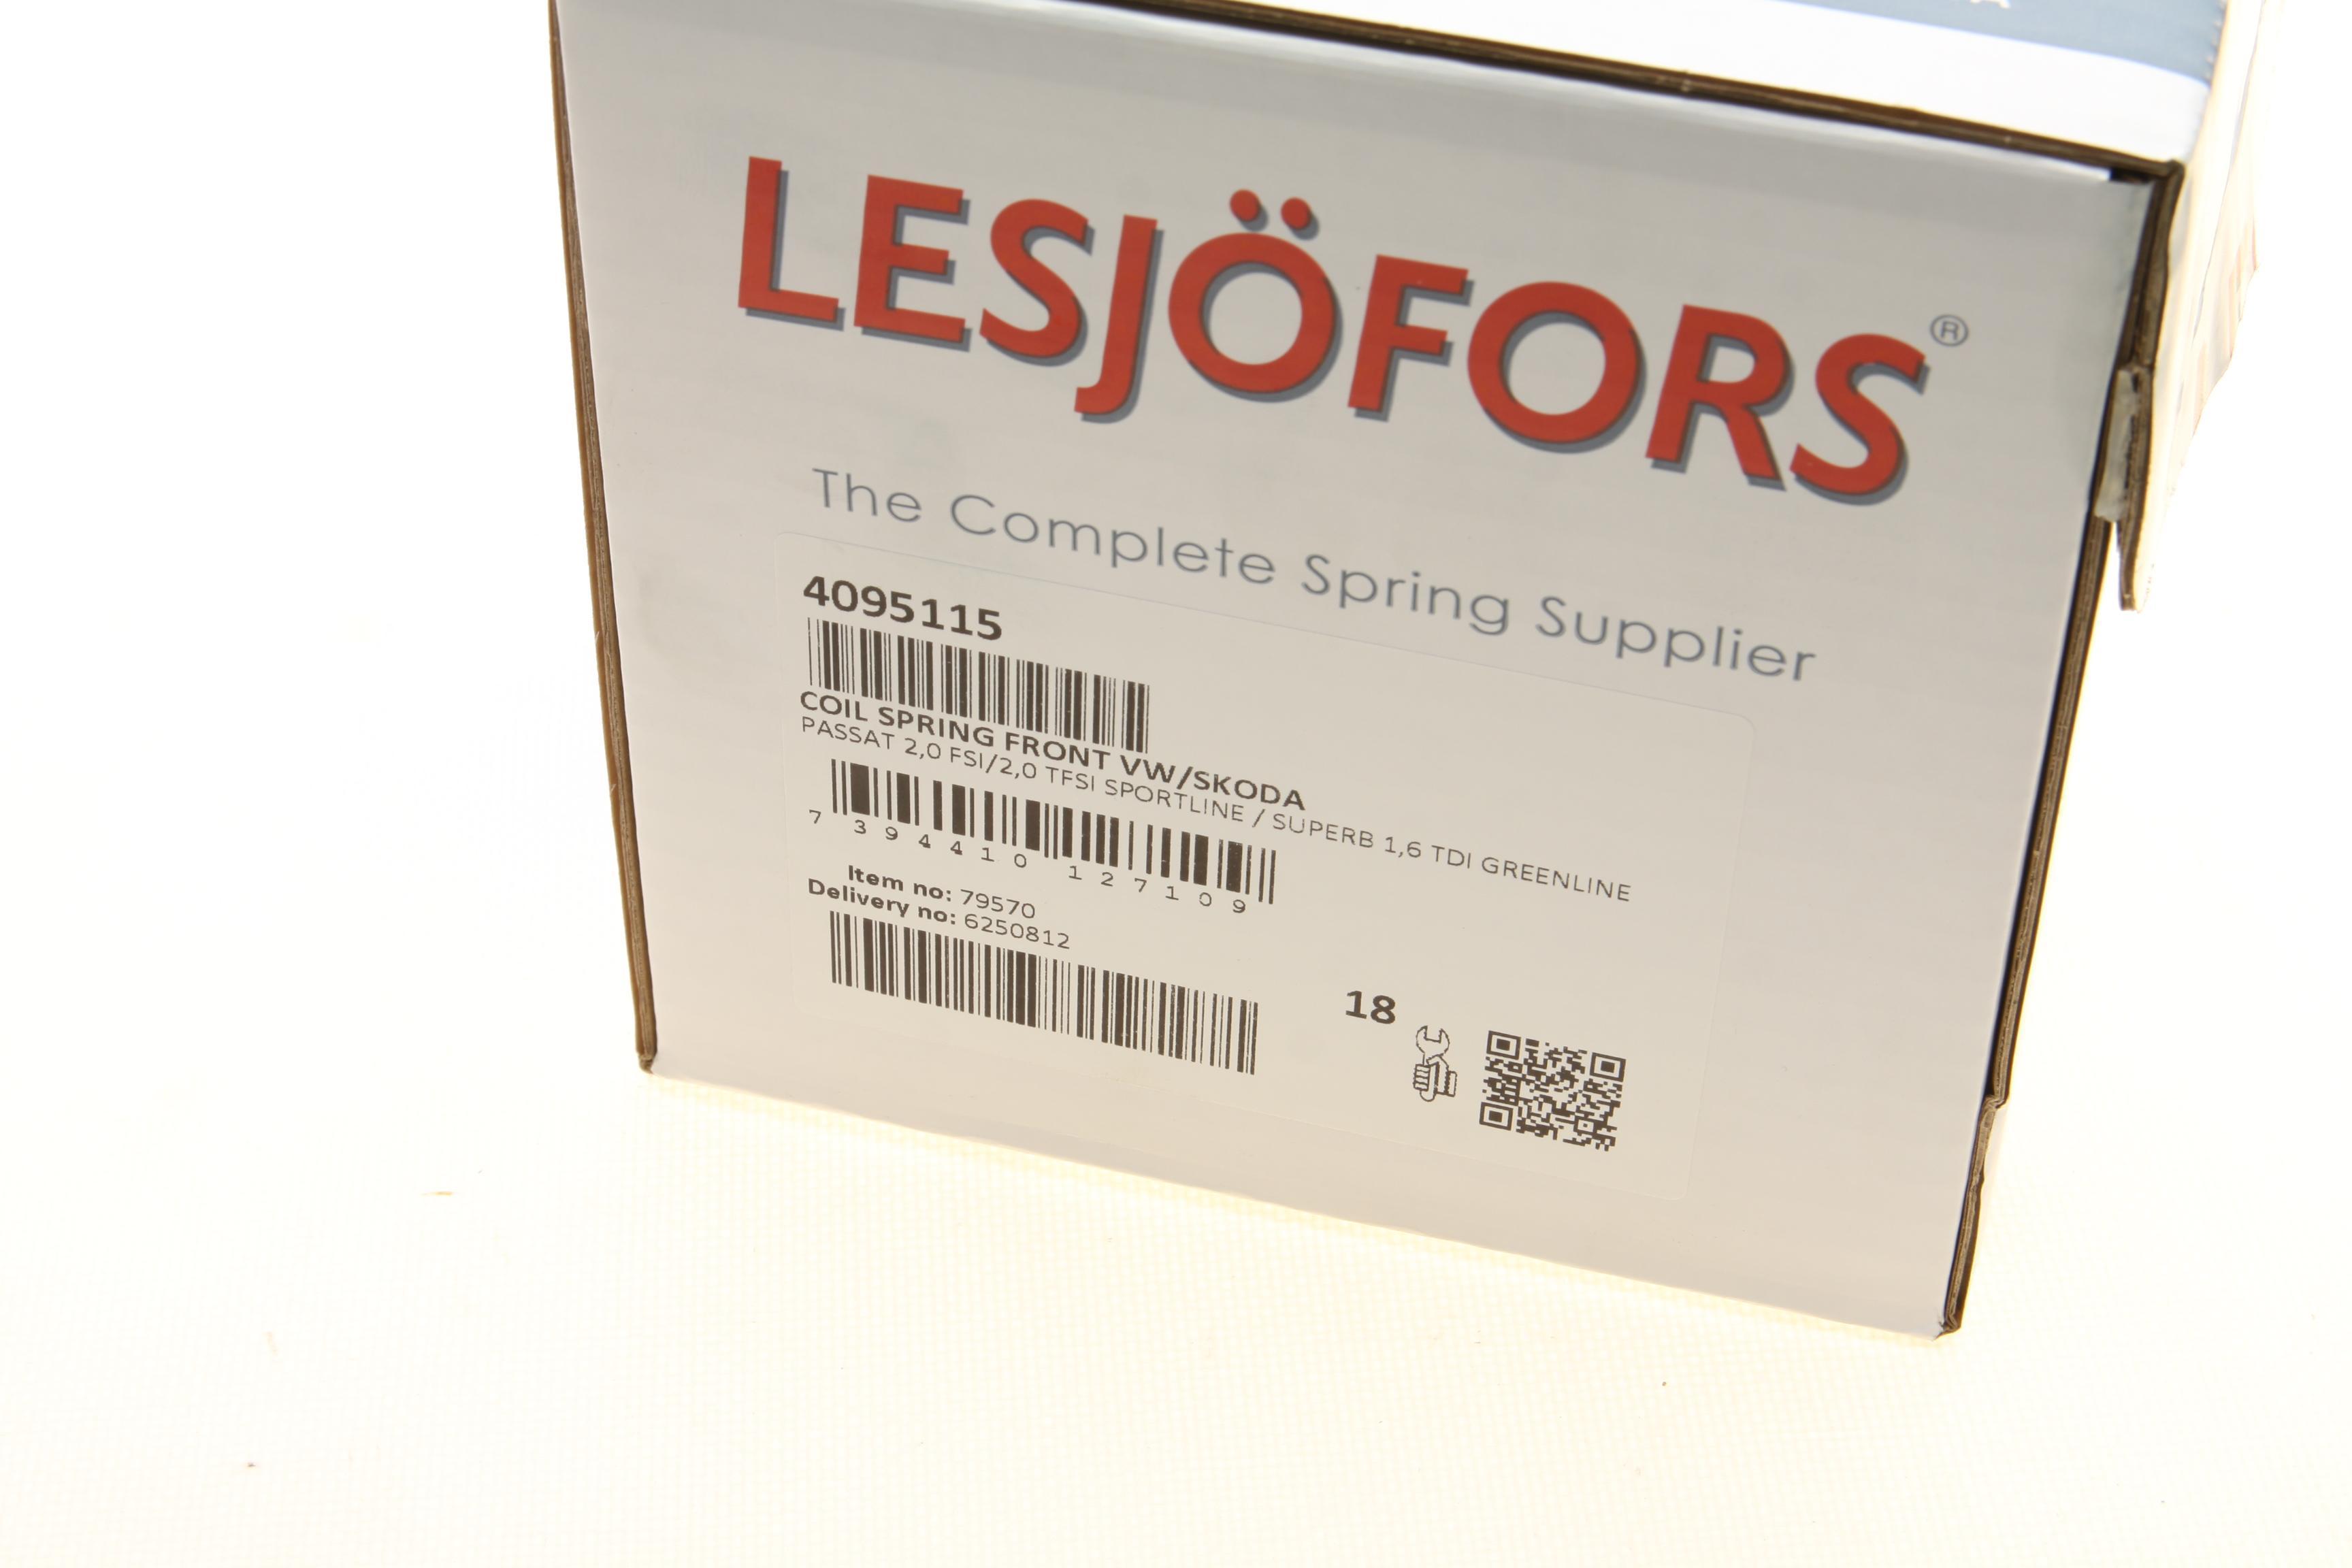 LESJÖFORS®
The Complete Spring Supplier
4095115
COIL SPRING FRONT VW/SKODA
PASSAT 2,0 FSI/2,0 TFSI SPORTLINE / SUPERB 1,6 TDI GREENLINE
7 394410 127109
Item no: 79570
Delivery no: 6250812
18